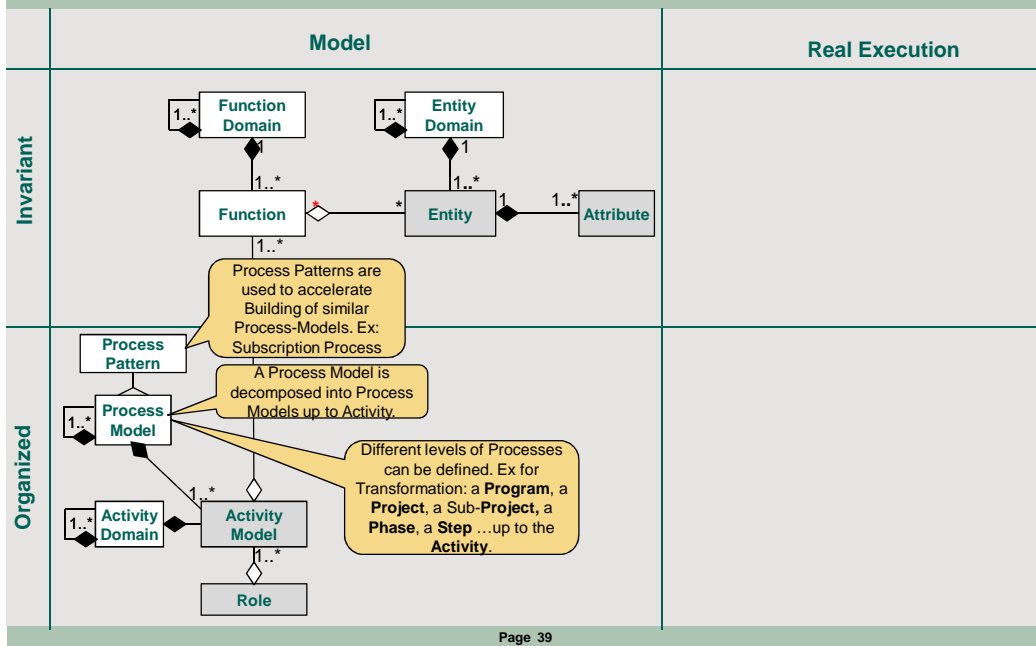 Model
Real Execution
Invariant
1..*
Function
Domain
1..*
Entity
Domain
1
1
1..*
1..*
Function
*
*
Entity
1
1..*
Attribute
1..*
Process Patterns are
used to accelerate
Building of similar
Process-Models. Ex:
Subscription Process
Organized
Process
Pattern
A Process Model is
decomposed into Process
Models up to Activity.
1..*
Process
Model
Different levels of Processes
can be defined. Ex for
Transformation: a Program, a
Project, a Sub-Project, a
Phase, a Step ...up to the
Activity.
1..*
1..*
Activity
Domain
Activity
Model
1..*
Role
Page 39